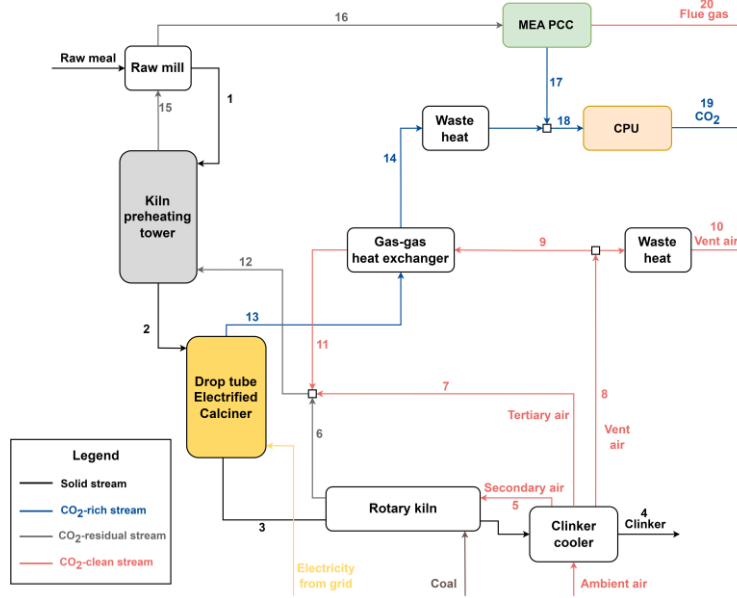 20
Flue gas
16
MEA PCC
Raw meal
Raw mill
1
17
19
CO₂
15
Waste
heat
18
CPU
14
Kiln
preheating
tower
Gas-gas
heat exchanger
9
10
Vent air
Waste
heat
12
2
13
11
Drop tube
Electrified
Calciner
7
8
Tertiary air
Vent
air
6
Legend
Solid stream
CO₂-rich stream
CO₂-residual stream
CO₂-clean stream
3
Rotary kiln
Secondary air
5
Clinker
cooler
4
Clinker
Electricity
from grid
Coal
Ambient air